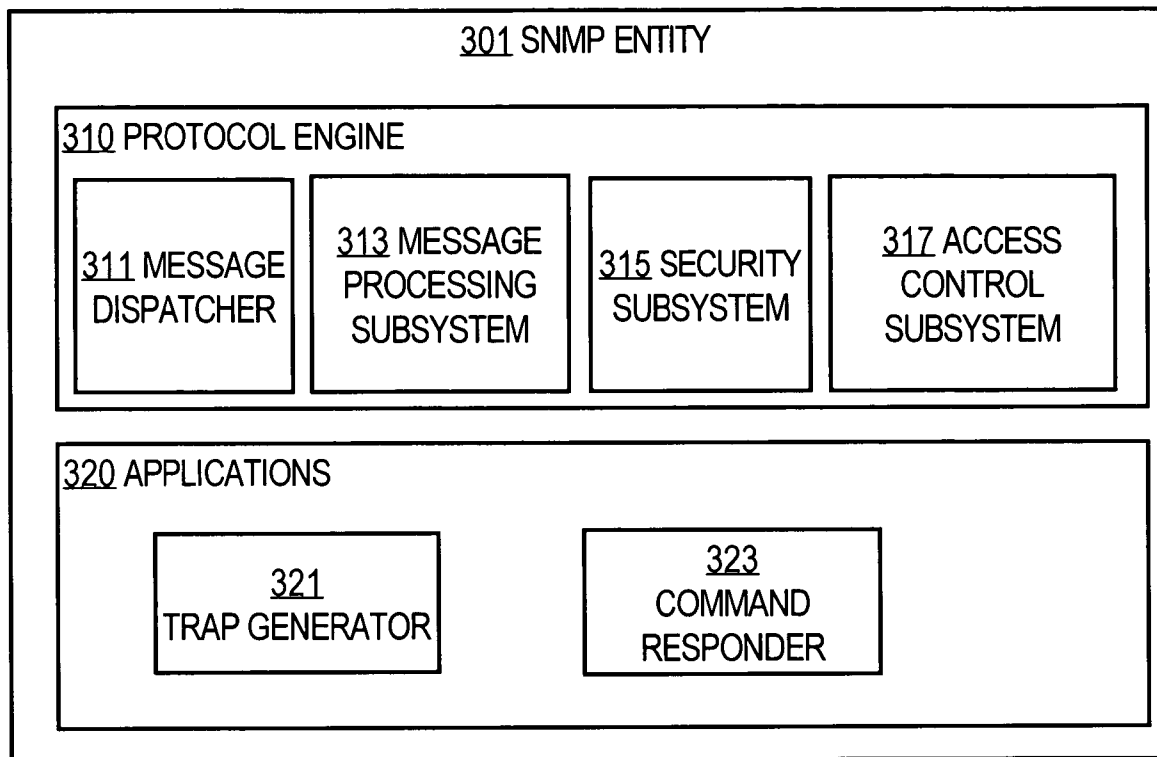 301 SNMP ENTITY
310 PROTOCOL ENGINE
311 MESSAGE
DISPATCHER
313 MESSAGE
PROCESSING
SUBSYSTEM
315 SECURITY
SUBSYSTEM
317 ACCESS
CONTROL
SUBSYSTEM
320 APPLICATIONS
321
TRAP GENERATOR
323
COMMAND
RESPONDER